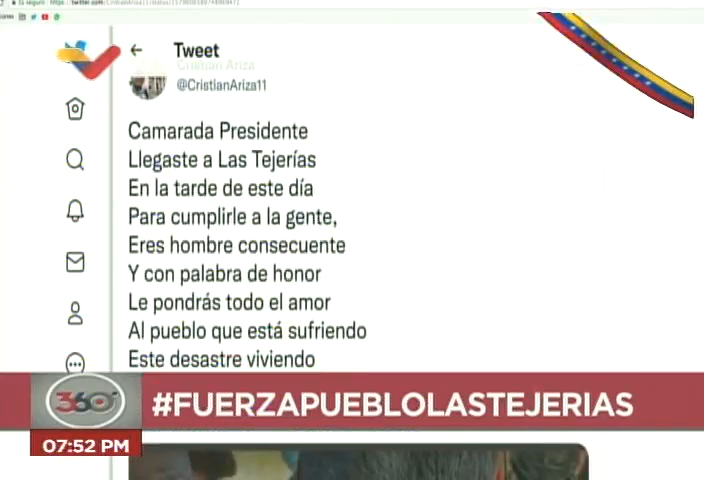 Tweet
Cristian Ariza
@CristianAriza11
Camarada Presidente
Llegaste a Las Tejerías
En la tarde de este día
Para cumplirle a la gente,
Eres hombre consecuente
Y con palabra de honor
Le pondrás todo el amor
Al pueblo que está sufriendo
Este desastre viviendo
360°
#FUERZAPUEBLOLASTEJERIAS
07:52 PM